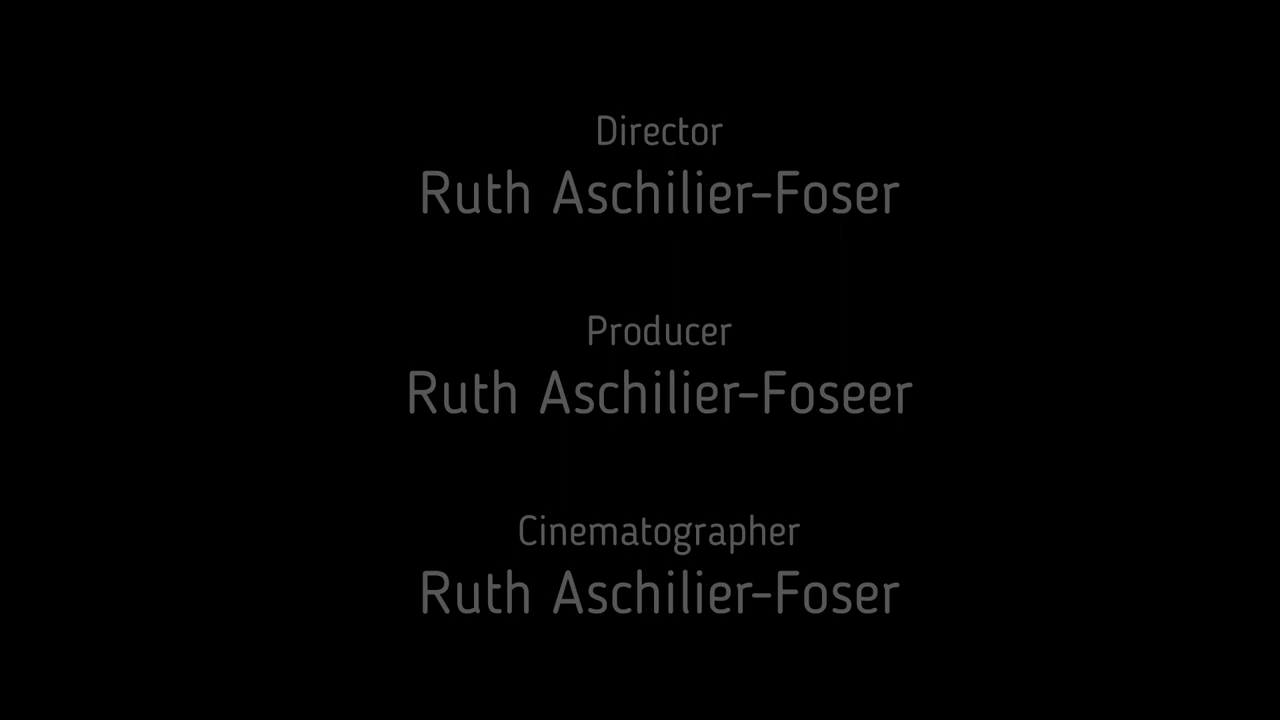 Director
Ruth Aschilier-Foser
Producer
Ruth Aschilier-Foseer
Cinematographer
Ruth Aschilier-Foser